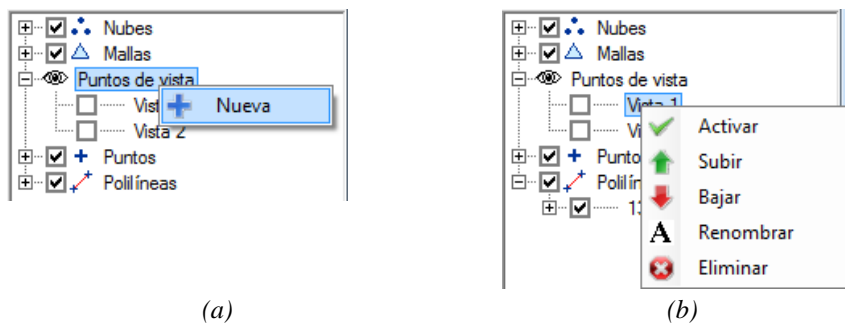 Nubes
Mallas
Puntos de vista
Nueva
Vista 2
Puntos
Polilíneas
(a)
Nubes
Mallas
Puntos de vista
Vista 1
Activar
Subir
Bajar
A Renombrar
Eliminar
(b)